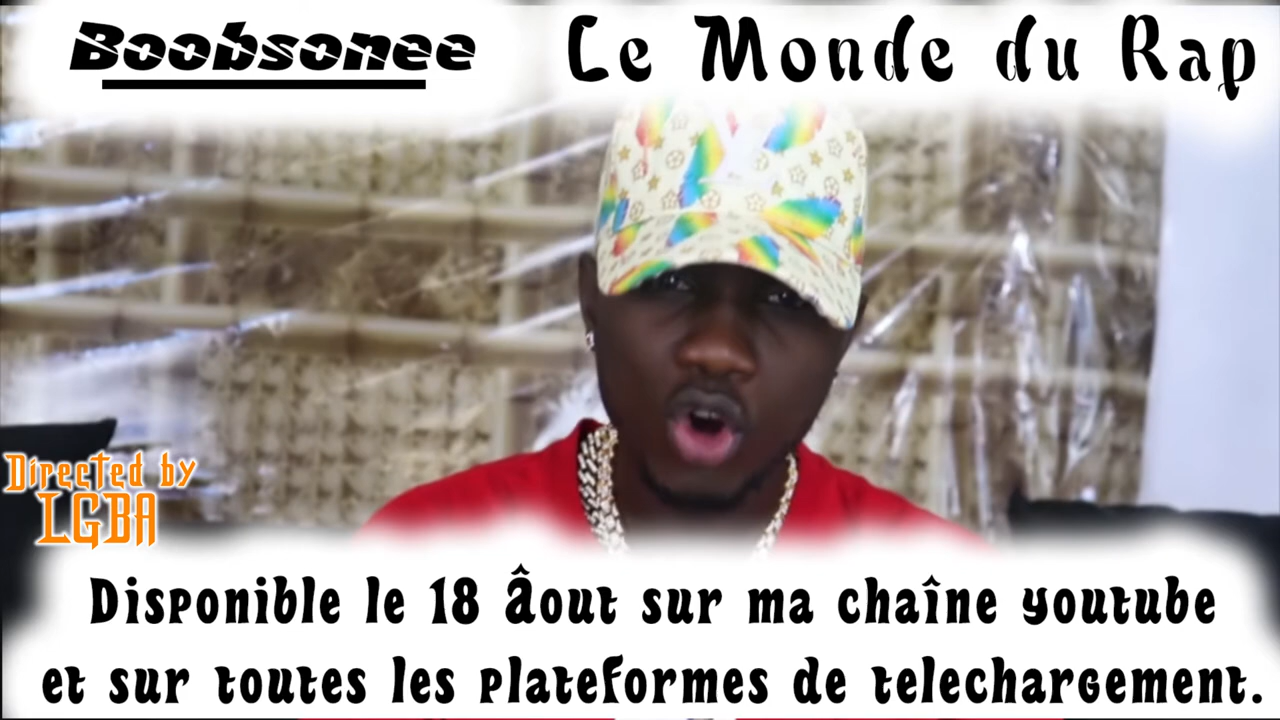 Boobsonee
Le Monde du Rap
Directed by
LGBA
Disponible le 18 Âout sur ma chaîne youtube
et sur toutes les plateformes de telechargement.